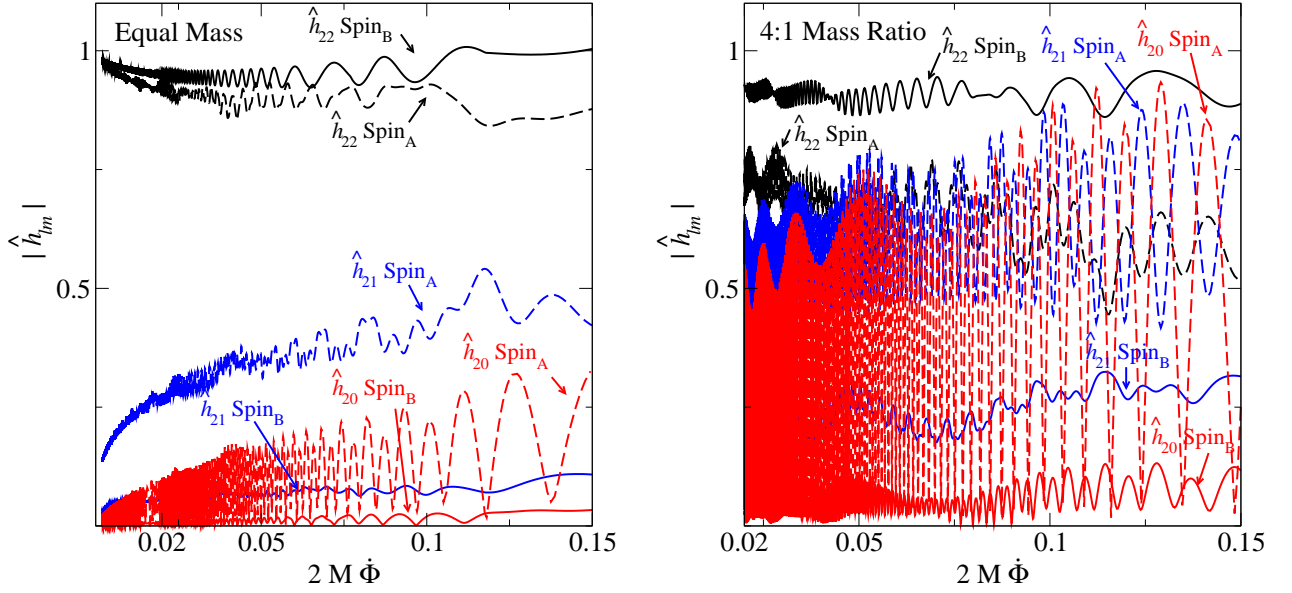 Equal Mass
ĥ22 SpinB
ĥ22 SpinA
ĥ21 SpinA
ĥ20 SpinA
ĥ20 SpinB
ĥ21 SpinB
1
0.5
| ĥlm |
0.02 0.05 0.1 0.15
2 M Φ̇
4:1 Mass Ratio
ĥ22 SpinB
ĥ21 SpinA
ĥ20 SpinA
ĥ22 SpinA
ĥ21 SpinB
ĥ20 SpinB
1
0.5
| ĥlm |
0.02 0.05 0.1 0.15
2 M Φ̇